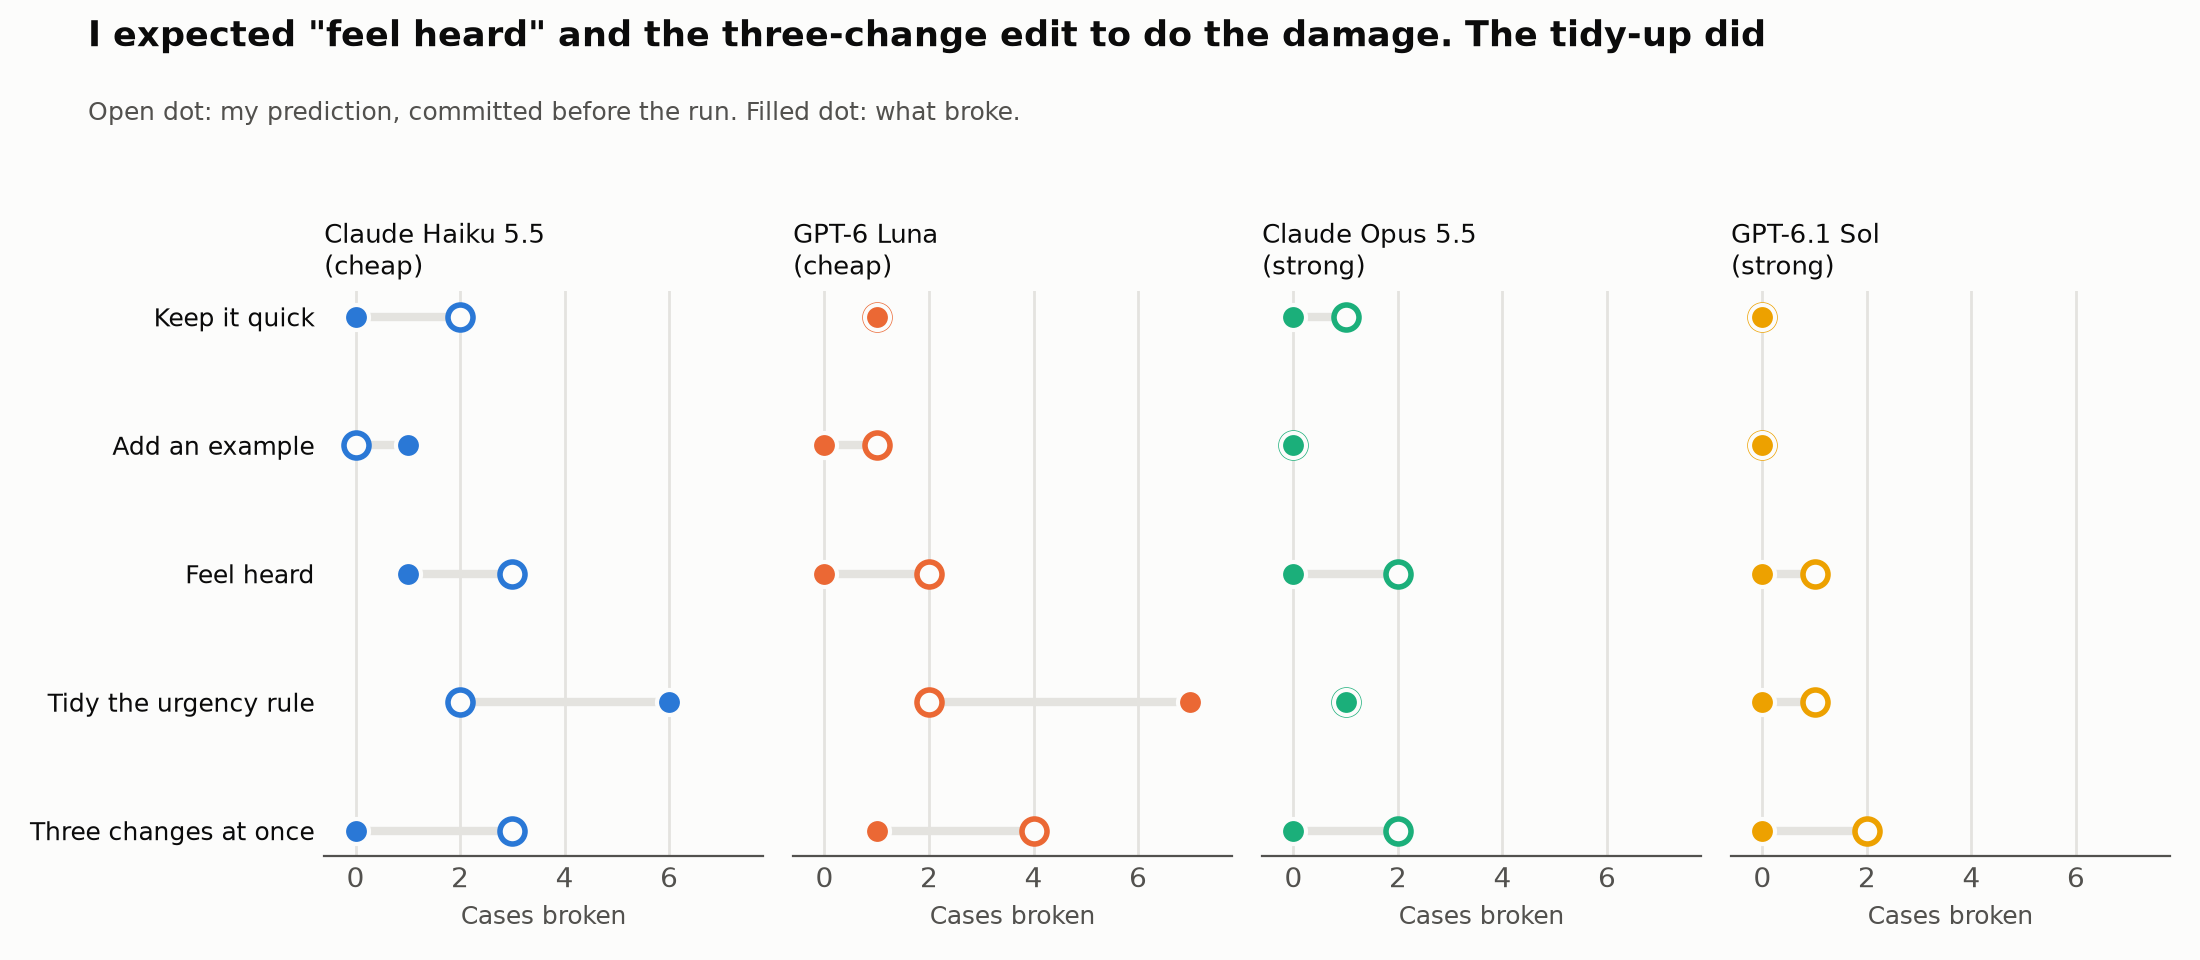 I expected "feel heard" and the three-change edit to do the damage. The tidy-up did
Open dot: my prediction, committed before the run. Filled dot: what broke.
Claude Haiku 5.5
(cheap)
GPT-6 Luna
(cheap)
Claude Opus 5.5
(strong)
GPT-6.1 Sol
(strong)
Keep it quick
Add an example
Feel heard
Tidy the urgency rule
Three changes at once
0 2 4 6
0 2 4 6
0 2 4 6
0 2 4 6
Cases broken
Cases broken
Cases broken
Cases broken